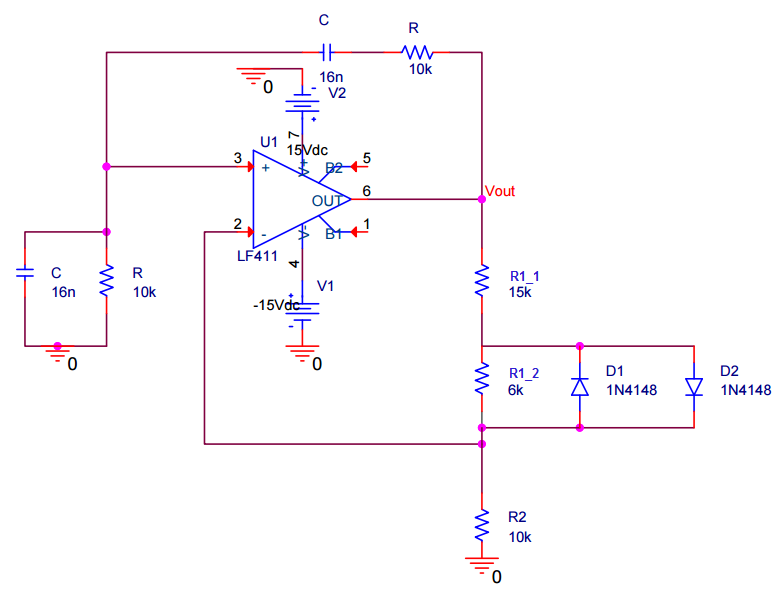 C
R
16n
10k
0
V2
-
+
U1
7
15Vdc
3
+
V+
B2
5
OUT
6
Vout
2
-
V-
B1
1
LF411
4
C
16n
R
10k
0
V1
+
-15Vdc
-
0
R1_1
15k
R1_2
6k
D1
1N4148
D2
1N4148
R2
10k
0